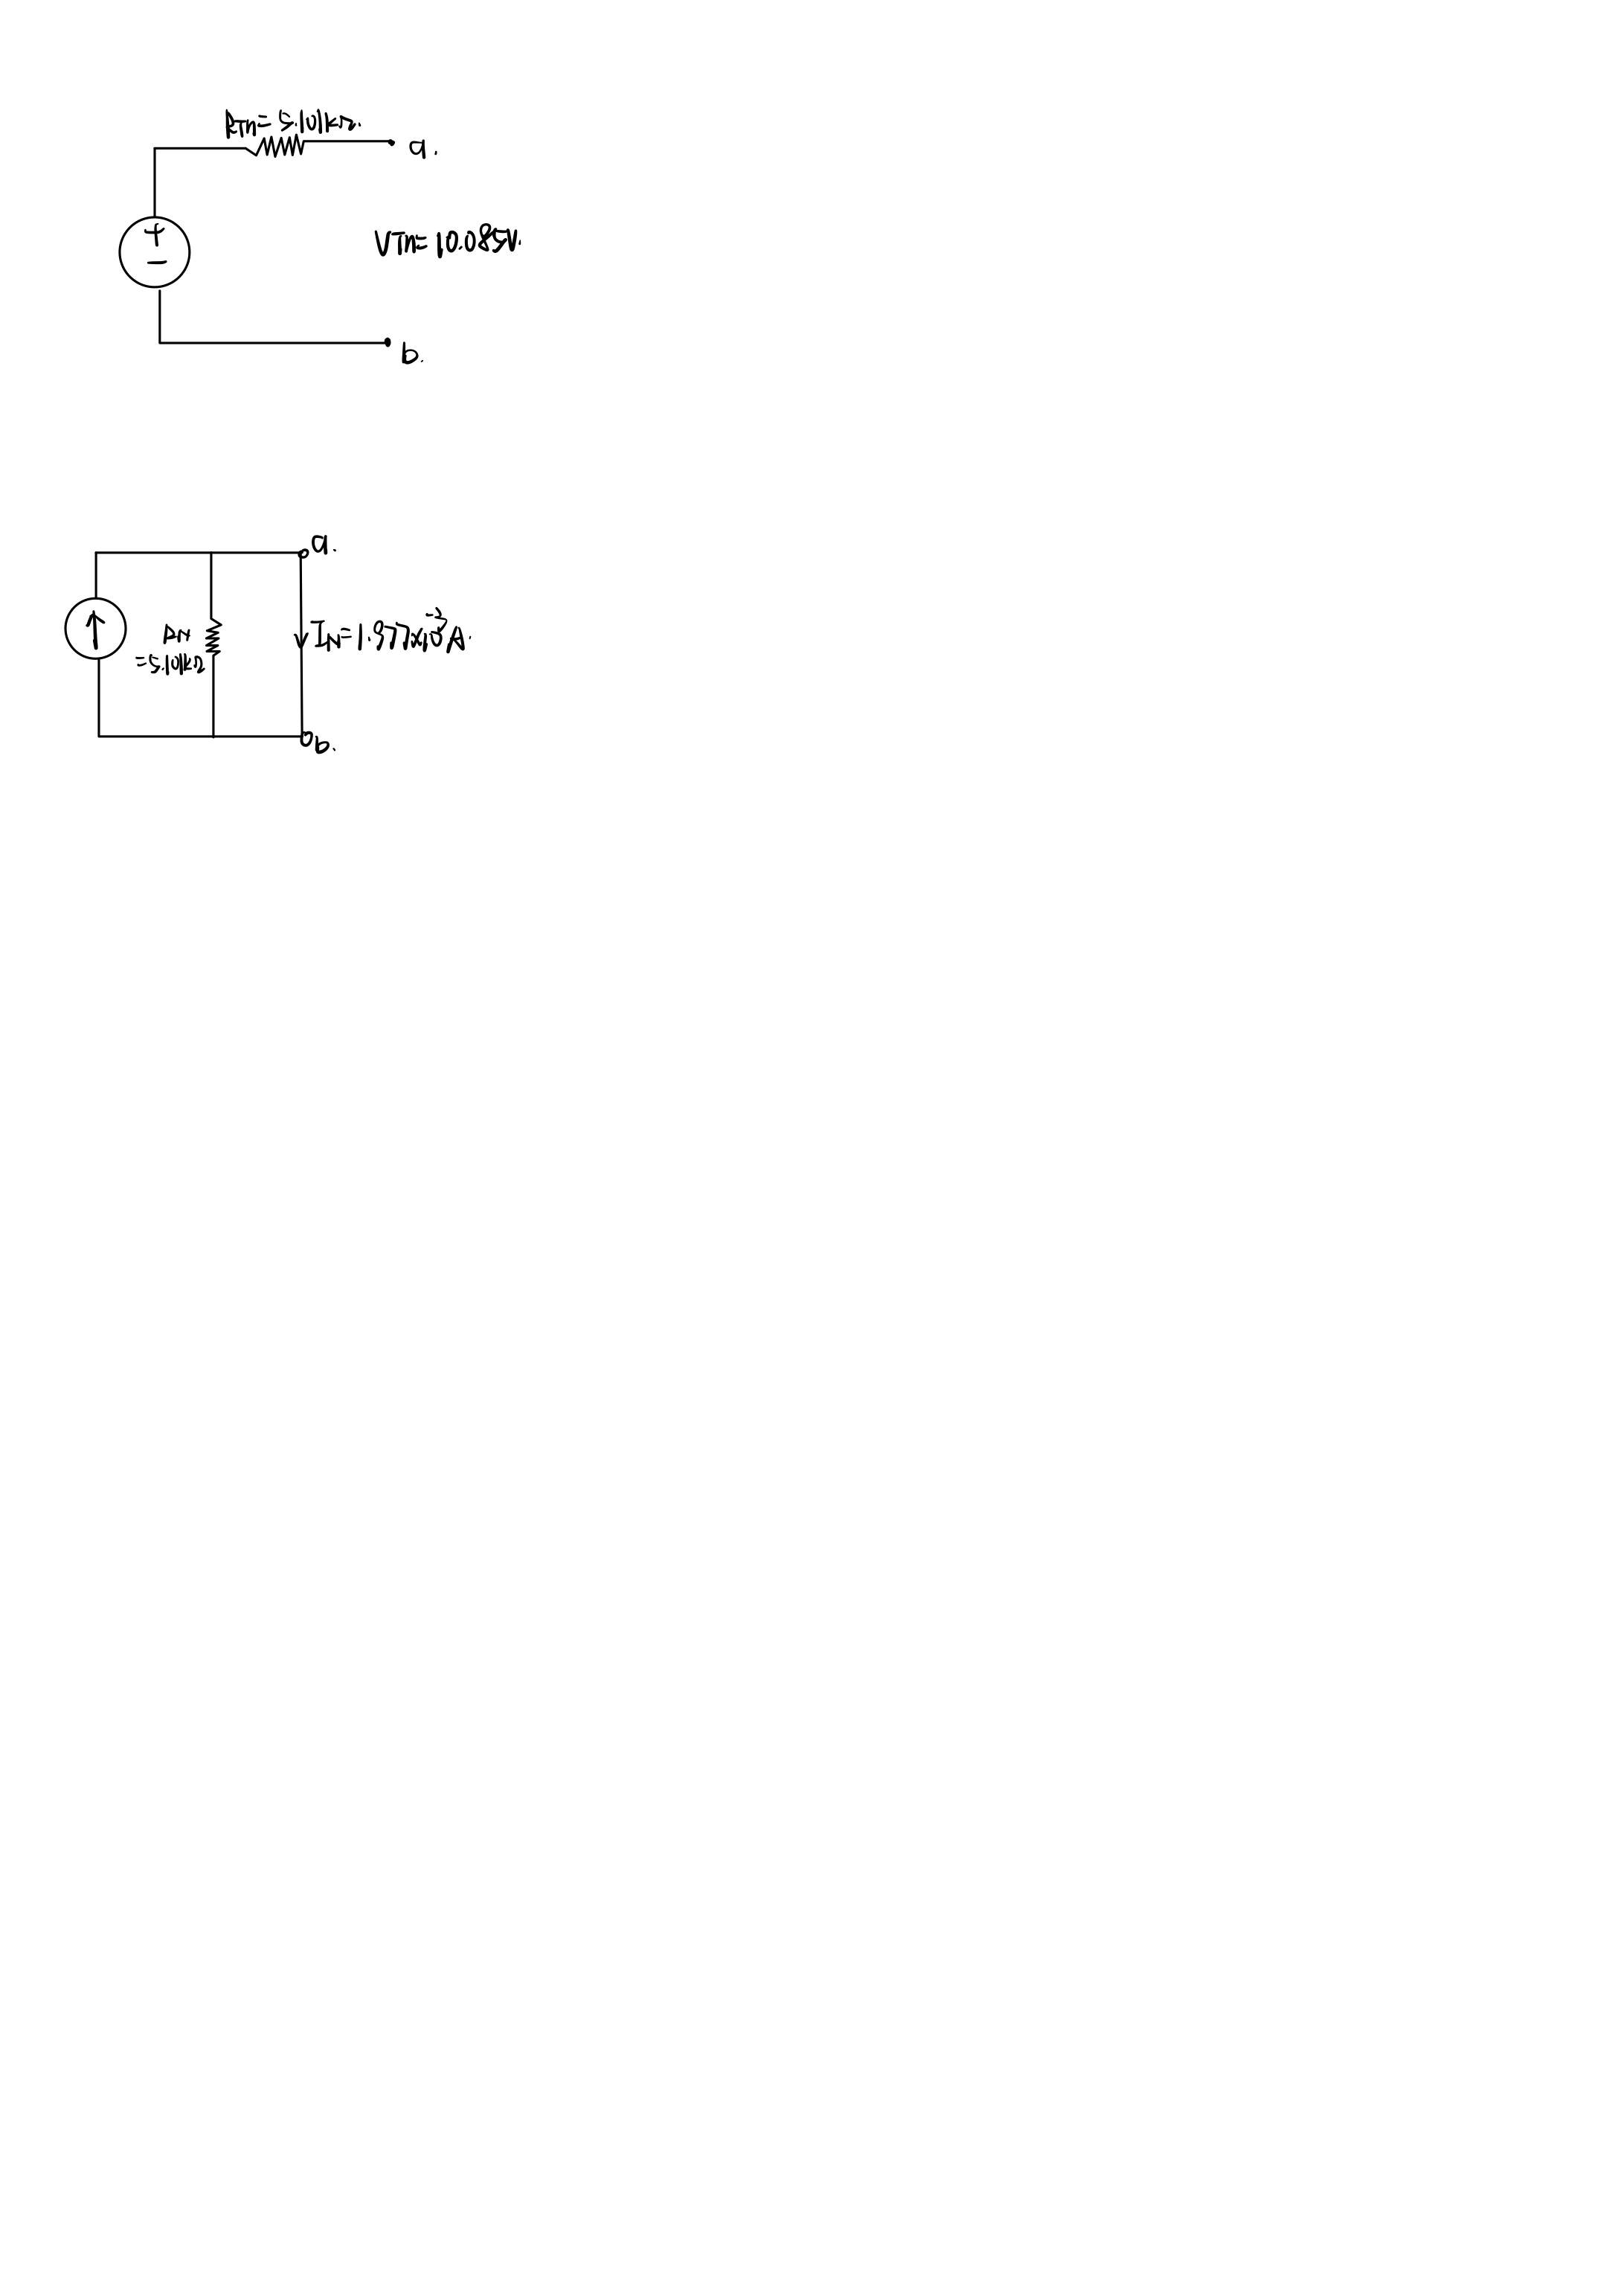 RTh= 5.101kΩ.
a.
+
VTh= 10.085V.
−
b.
a.
RN
=5.101kΩ
IN=1.977x10⁻³A.
b.